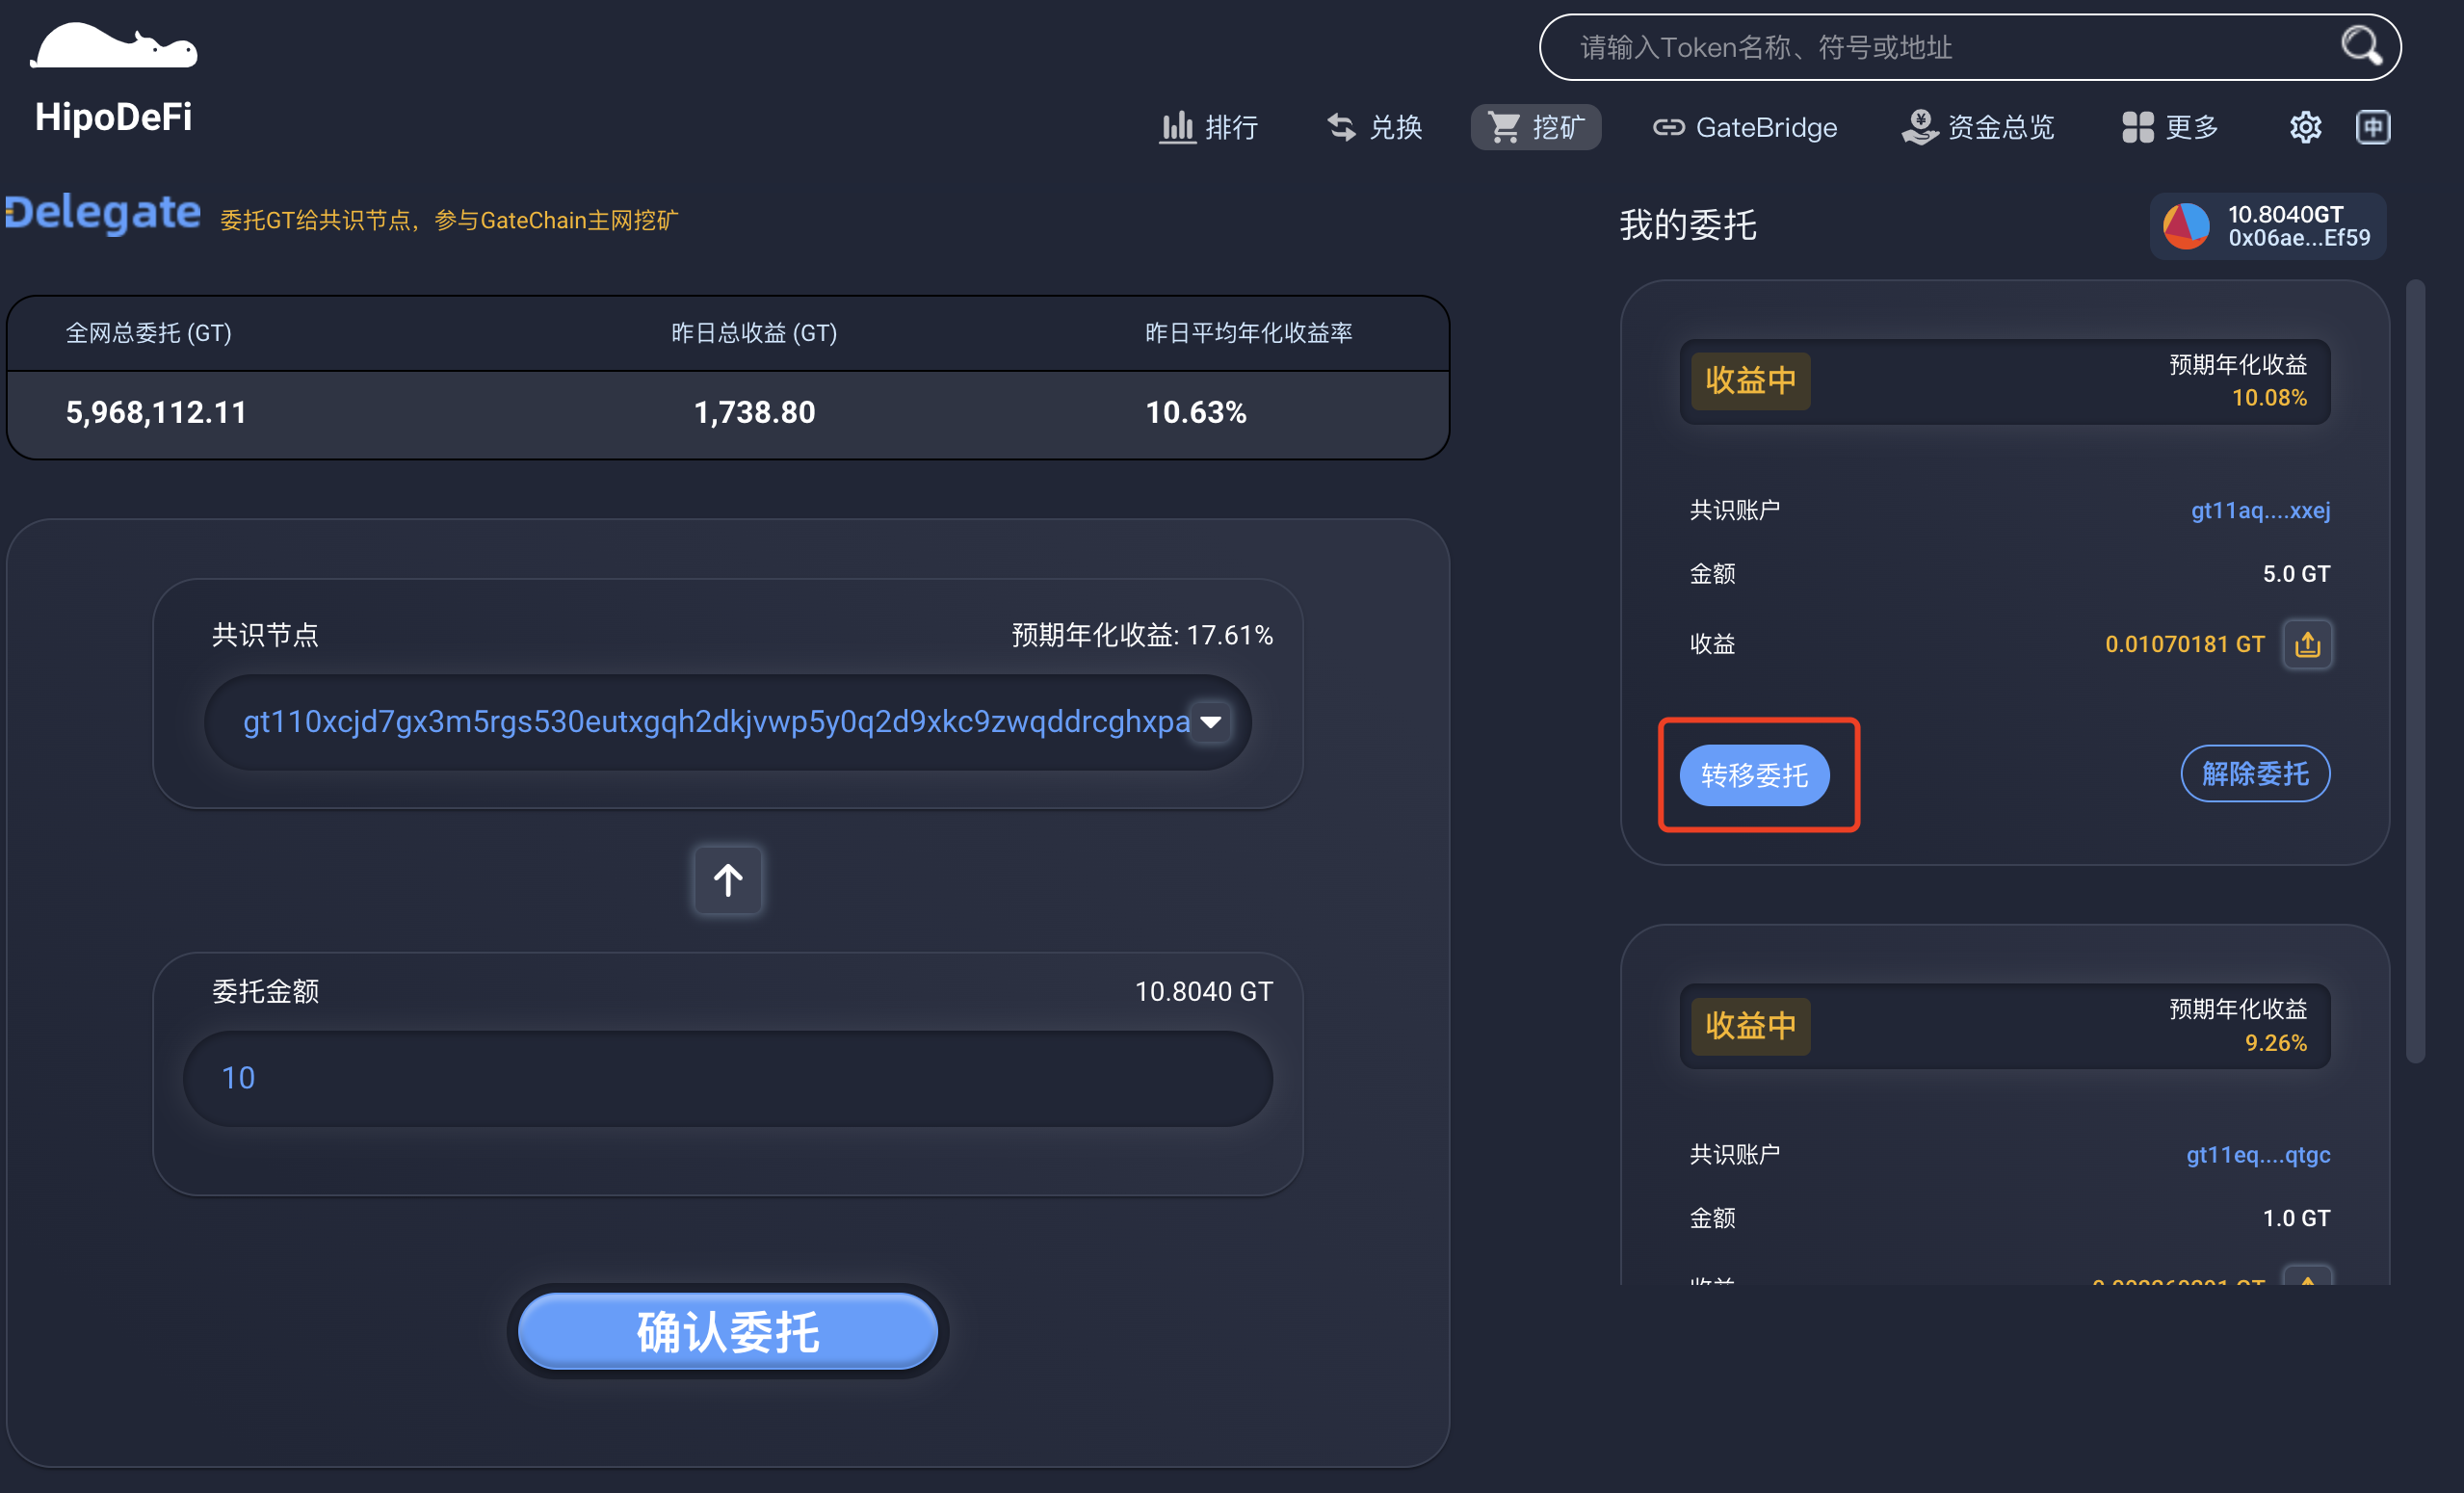 HipoDeFi
请输入Token名称、符号或地址
排行
兑换
挖矿
GateBridge
资金总览
更多
中
Delegate
委托GT给共识节点，参与GateChain主网挖矿
全网总委托 (GT)
昨日总收益 (GT)
昨日平均年化收益率
5,968,112.11
1,738.80
10.63%
共识节点
预期年化收益: 17.61%
gt110xcjd7gx3m5rgs530eutxgqh2dkjvwp5y0q2d9xkc9zwqddrcghxpa
委托金额
10.8040 GT
10
确认委托
我的委托
10.8040GT
0x06ae...Ef59
收益中
预期年化收益
10.08%
共识账户
gt11aq....xxej
金额
5.0 GT
收益
0.01070181 GT
转移委托
解除委托
收益中
预期年化收益
9.26%
共识账户
gt11eq....qtgc
金额
1.0 GT
收益